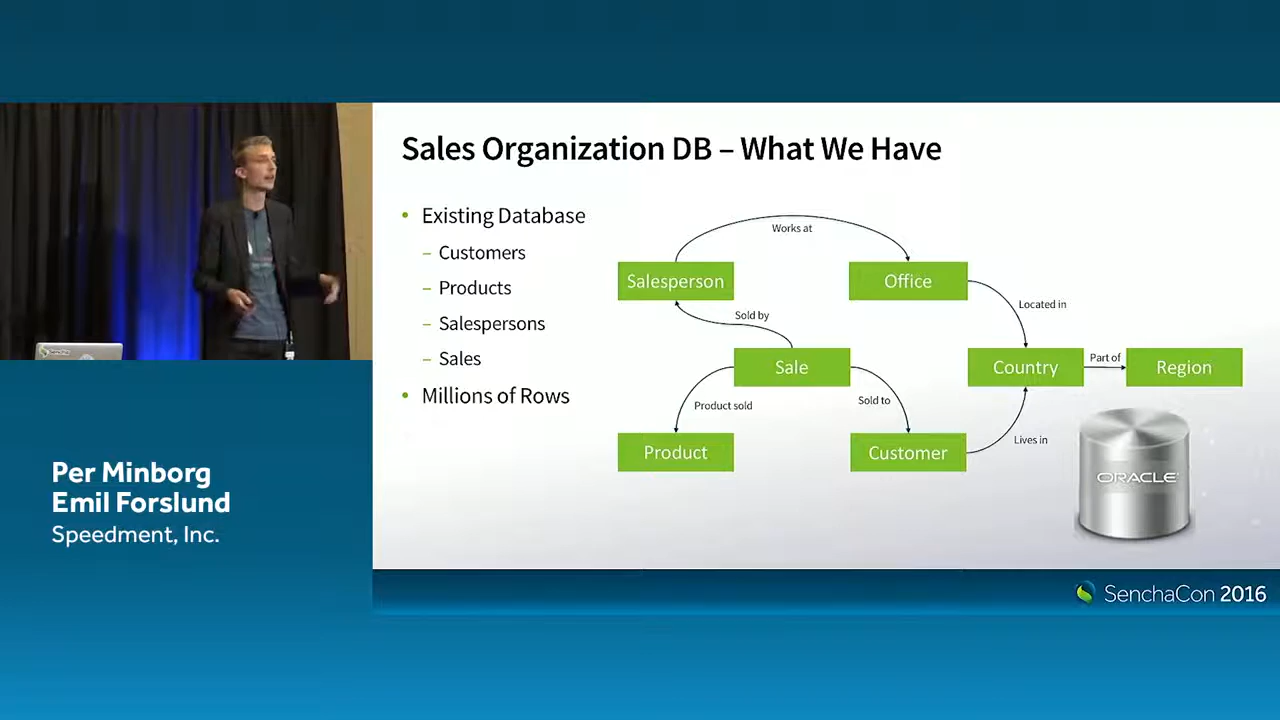 Sales Organization DB – What We Have
• Existing Database
– Customers
– Products
– Salespersons
– Sales
• Millions of Rows
Works at
Salesperson
Office
Located in
Sold by
Sale
Country
Part of
Region
Product sold
Sold to
Lives in
Product
Customer
ORACLE
Sencha
Per Minborg
Emil Forslund
Speedment, Inc.
SenchaCon 2016